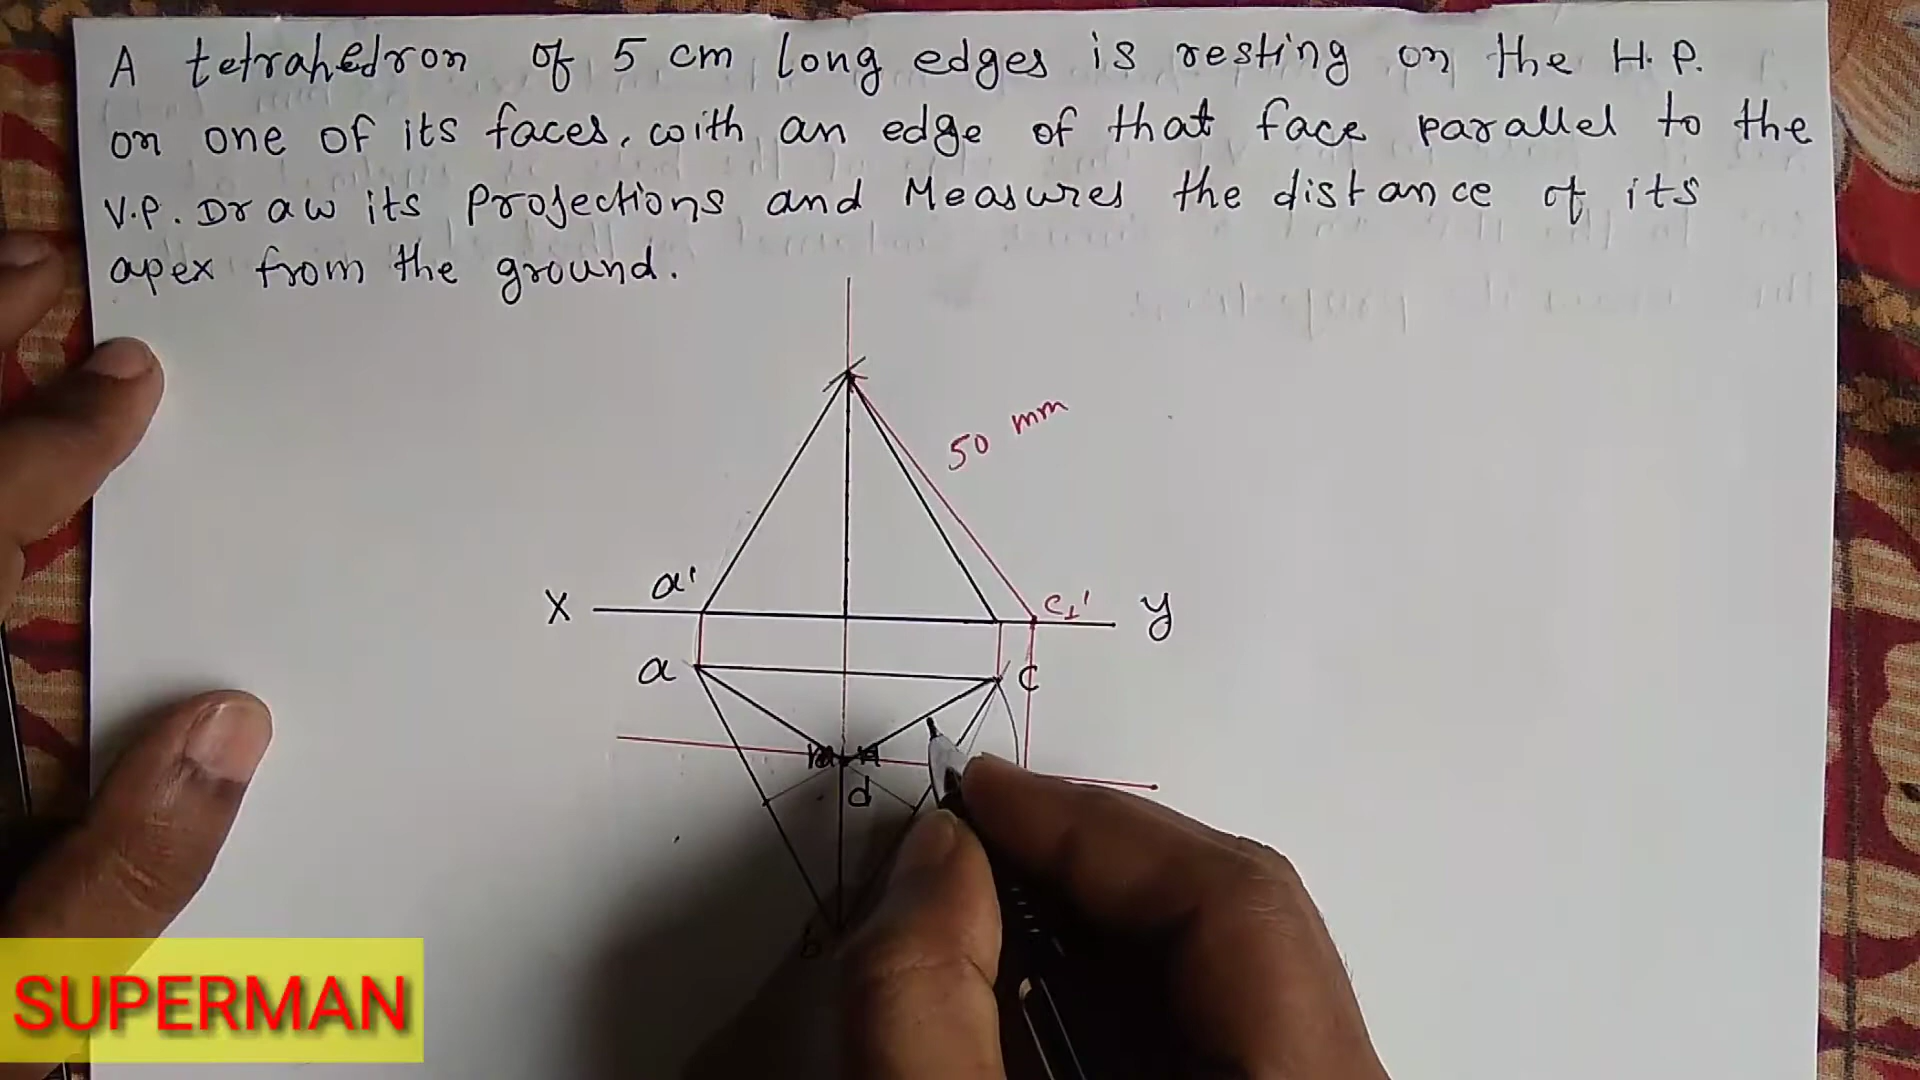 A tetrahedron of 5 cm long edges is resting on the H.P.
on one of its faces, with an edge of that face parallel to the
V.P. Draw its projections and Measures the distance of its
apex from the ground.
50 mm
a'
X
c₁'
y
a
c
d
b
SUPERMAN